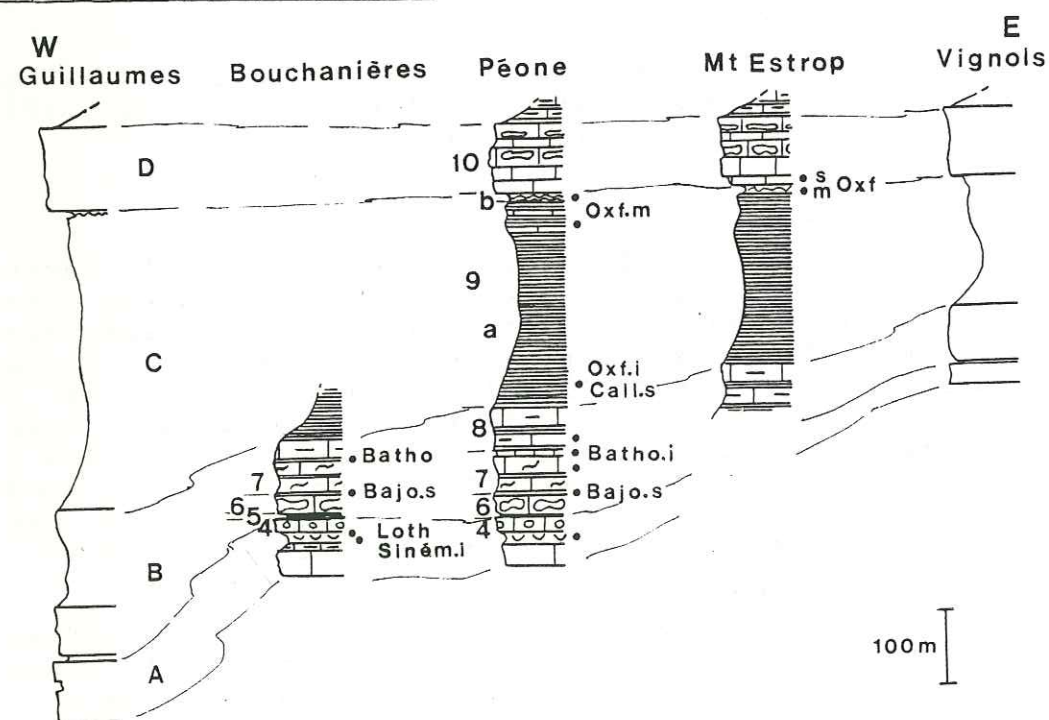 W
E
Guillaumes
Bouchanières
Péone
Mt Estrop
Vignols
D
10
s
m Oxf
b
Oxf.m
9
a
C
Oxf.i
Call.s
8
Batho
Batho.i
7
Bajo.s
7
Bajo.s
6
5
4
6
4
Loth
Siném.i
B
A
100m